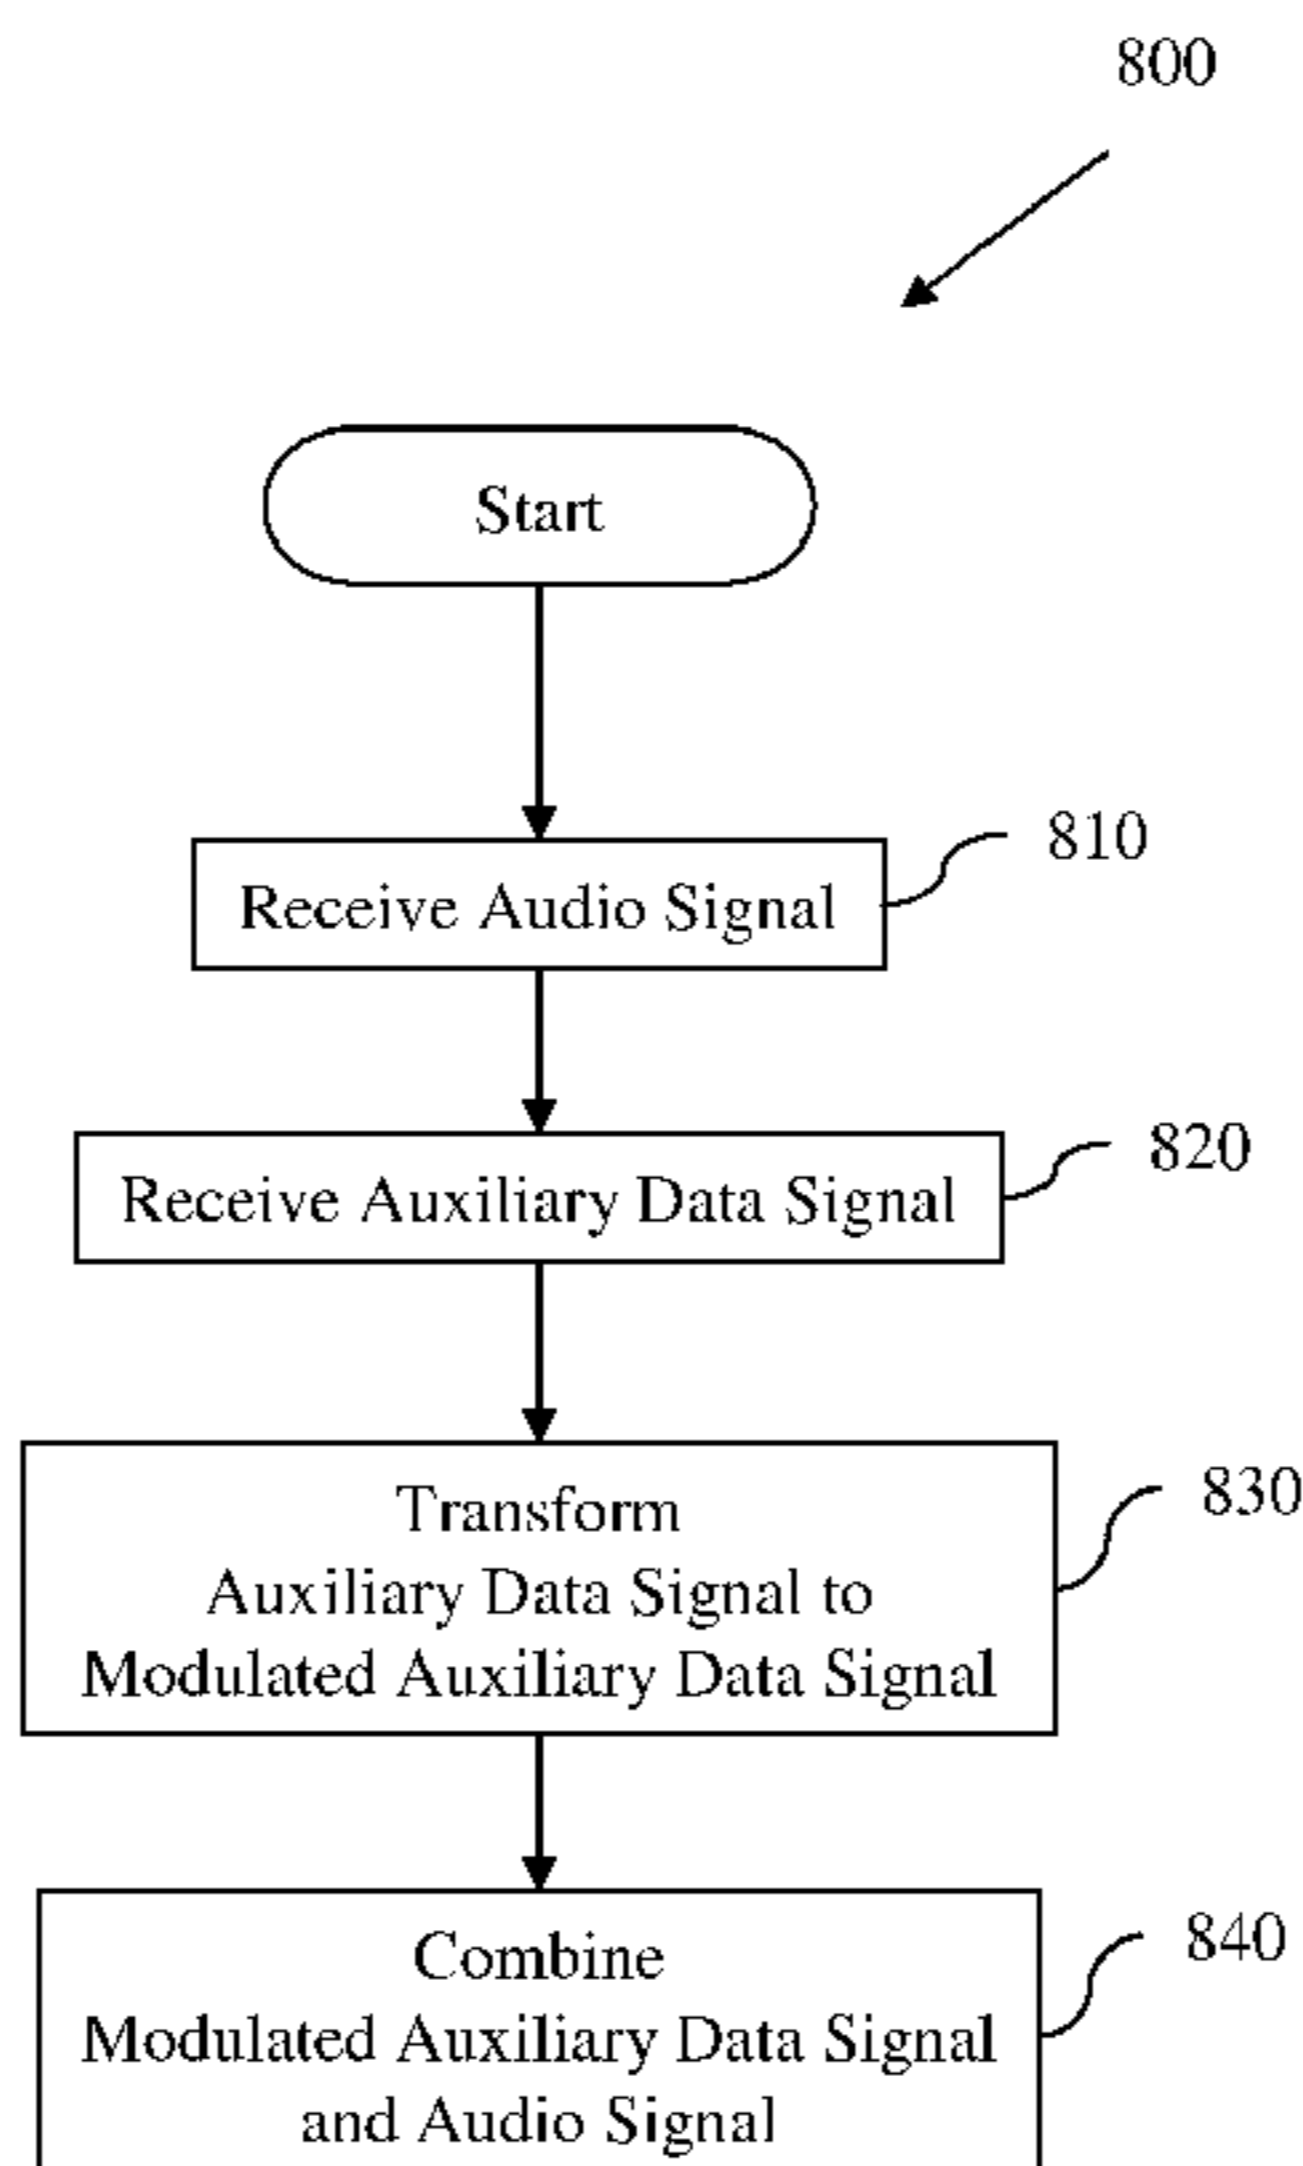 800
Start
Receive Audio Signal
810
Receive Auxiliary Data Signal
820
Transform
Auxiliary Data Signal to
Modulated Auxiliary Data Signal
830
Combine
Modulated Auxiliary Data Signal
and Audio Signal
840